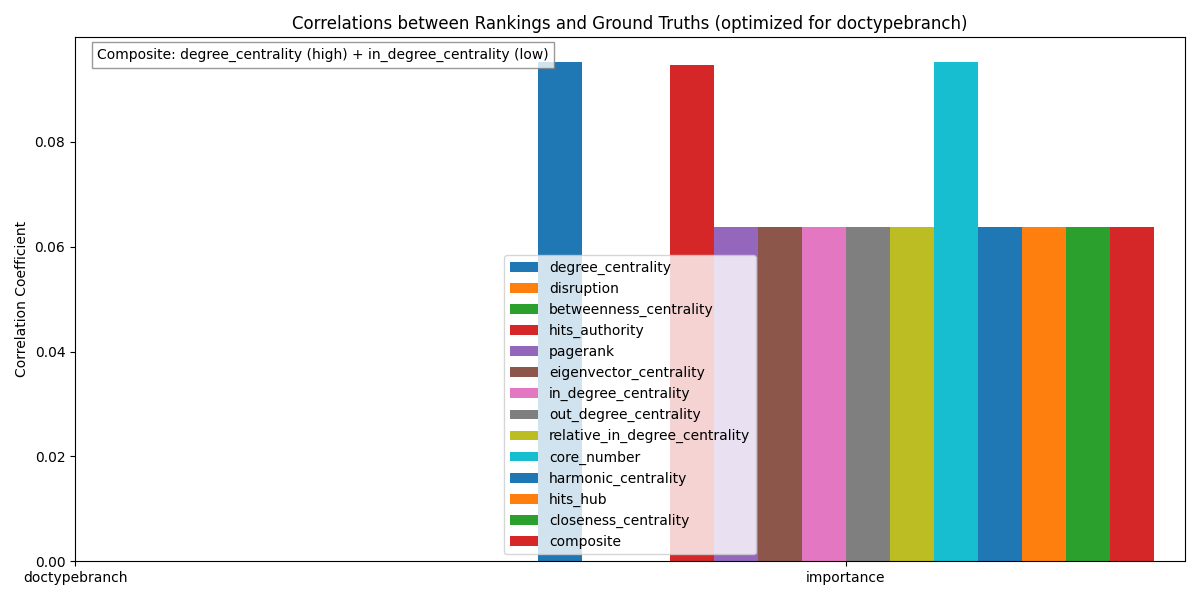 Correlations between Rankings and Ground Truths (optimized for doctypebranch)
Composite: degree_centrality (high) + in_degree_centrality (low)
Correlation Coefficient
0.08
0.06
0.04
0.02
0.00
degree_centrality
disruption
betweenness_centrality
hits_authority
pagerank
eigenvector_centrality
in_degree_centrality
out_degree_centrality
relative_in_degree_centrality
core_number
harmonic_centrality
hits_hub
closeness_centrality
composite
doctypebranch
importance